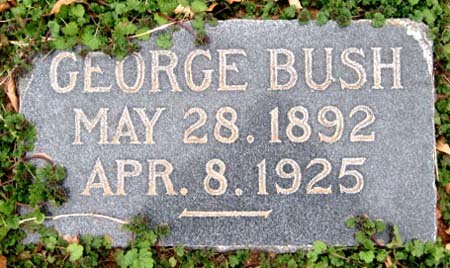 GEORGE BUSH
MAY 28. 1892
APR. 8. 1925